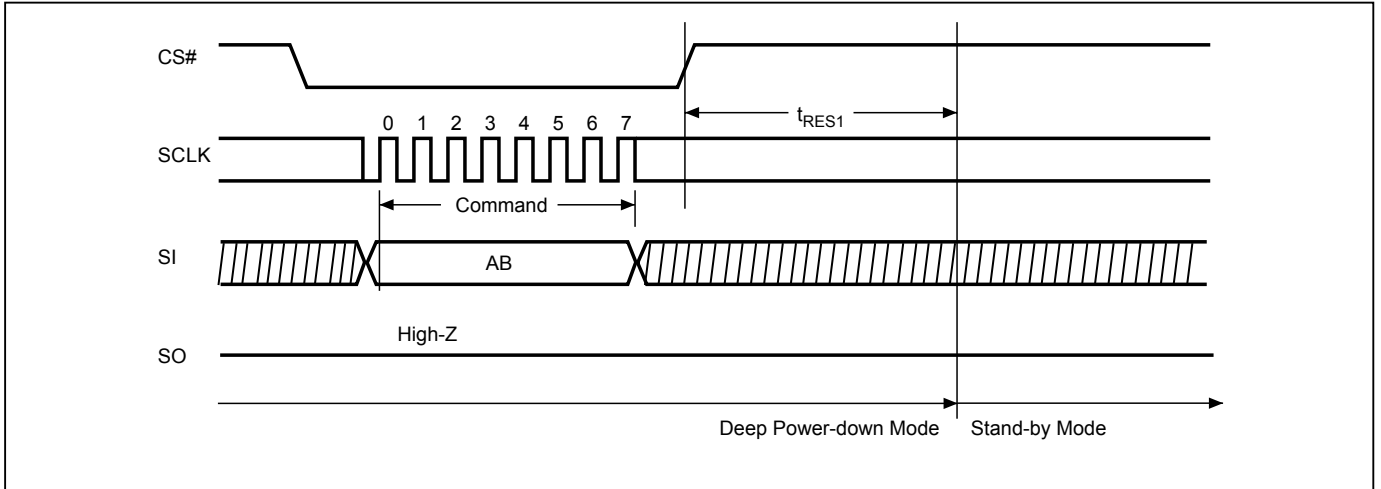 CS#
tRES1
0 1 2 3 4 5 6 7
SCLK
Command
SI
AB
High-Z
SO
Deep Power-down Mode Stand-by Mode